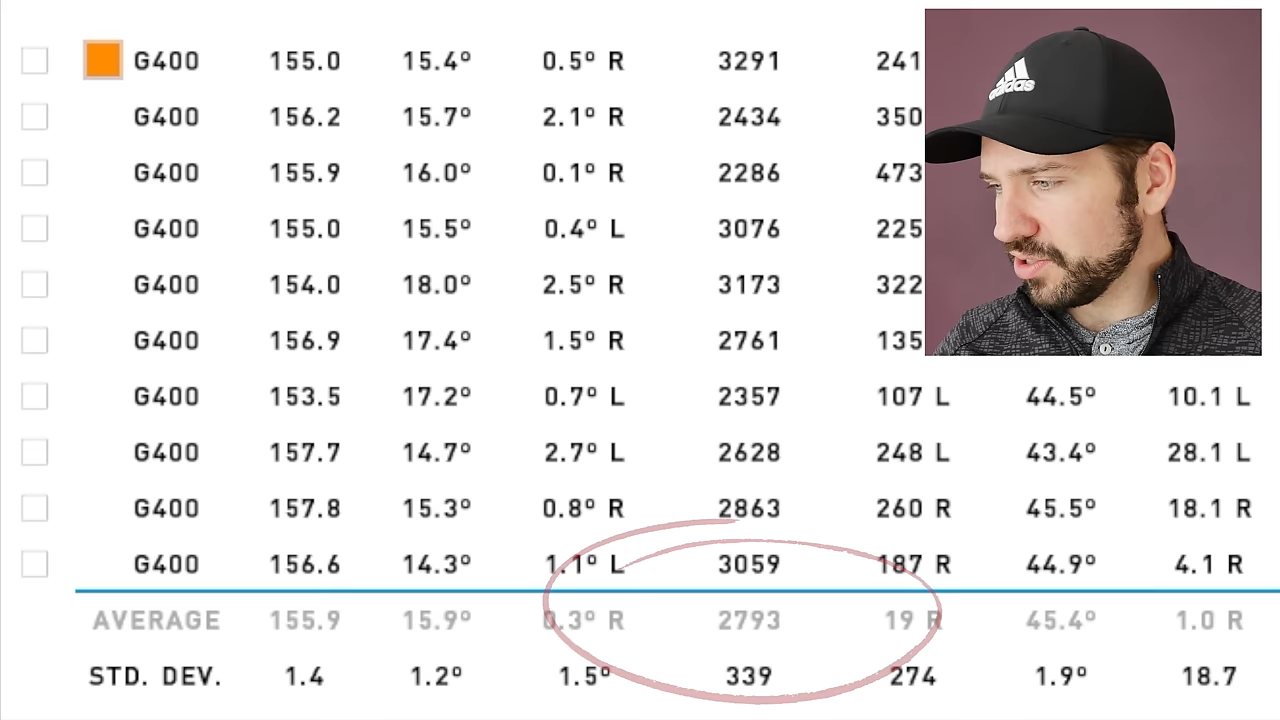 G400 155.0 15.4° 0.5° R 3291 241
adidas
G400 156.2 15.7° 2.1° R 2434 350
G400 155.9 16.0° 0.1° R 2286 473
G400 155.0 15.5° 0.4° L 3076 225
G400 154.0 18.0° 2.5° R 3173 322
G400 156.9 17.4° 1.5° R 2761 135
G400 153.5 17.2° 0.7° L 2357 107 L 44.5° 10.1 L
G400 157.7 14.7° 2.7° L 2628 248 L 43.4° 28.1 L
G400 157.8 15.3° 0.8° R 2863 260 R 45.5° 18.1 R
G400 156.6 14.3° 1.1° L 3059 187 R 44.9° 4.1 R
AVERAGE 155.9 15.9° 0.3° R 2793 19 R 45.4° 1.0 R
STD. DEV. 1.4 1.2° 1.5° 339 274 1.9° 18.7